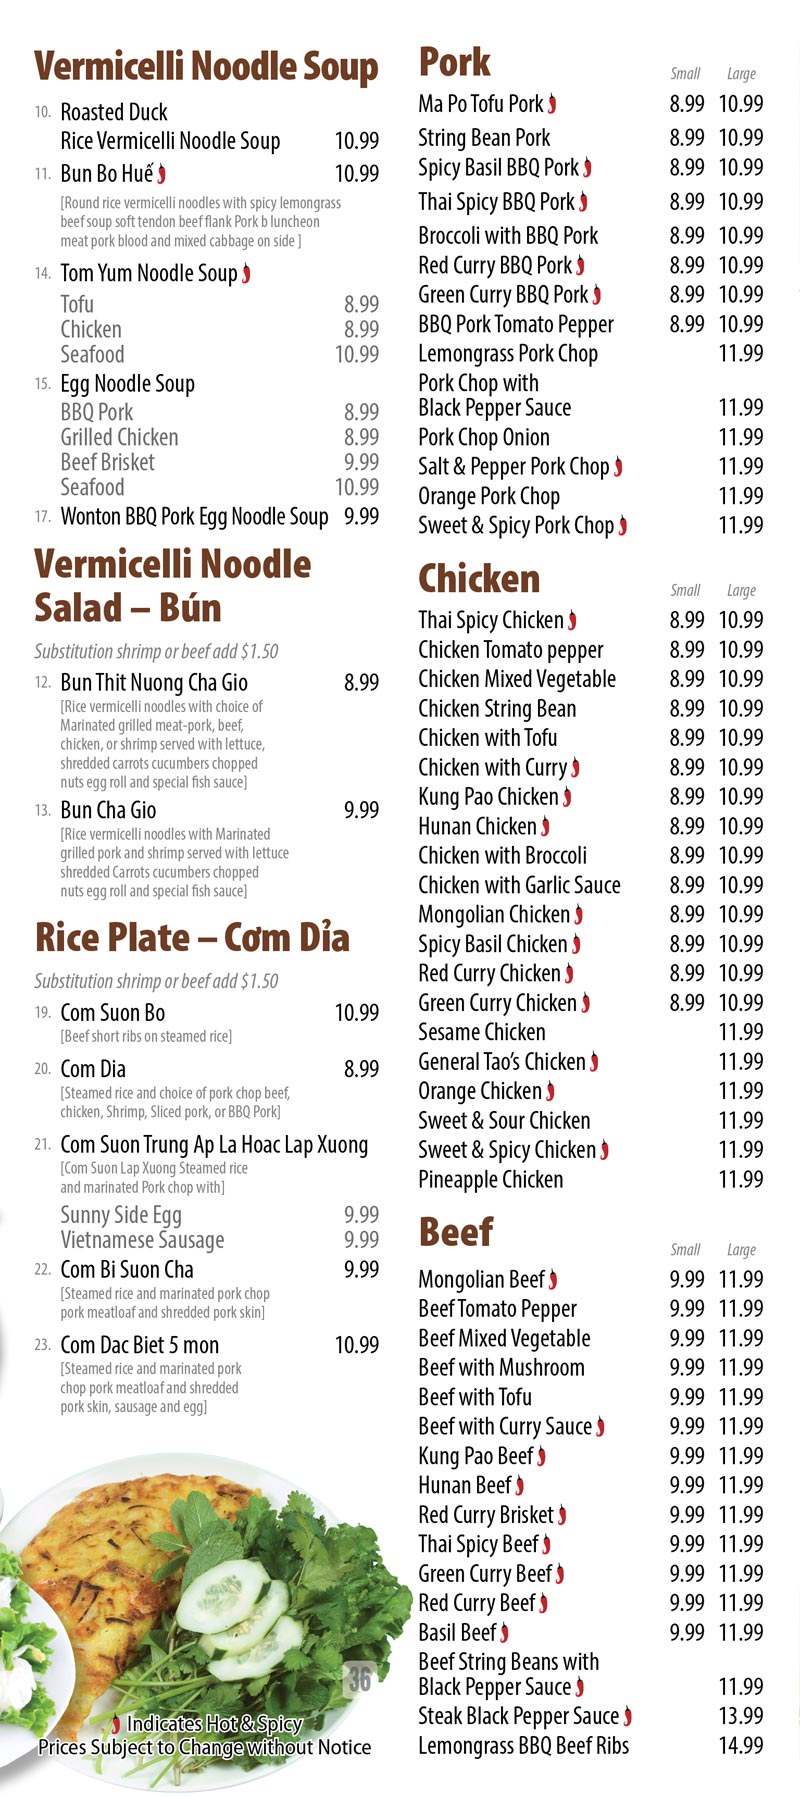 Vermicelli Noodle Soup
10. Roasted Duck
Rice Vermicelli Noodle Soup 10.99
11. Bun Bo Huế 10.99
[Round rice vermicelli noodles with spicy lemongrass
beef soup soft tendon beef flank Pork b luncheon
meat pork blood and mixed cabbage on side ]
14. Tom Yum Noodle Soup
Tofu 8.99
Chicken 8.99
Seafood 10.99
15. Egg Noodle Soup
BBQ Pork 8.99
Grilled Chicken 8.99
Beef Brisket 9.99
Seafood 10.99
17. Wonton BBQ Pork Egg Noodle Soup 9.99
Vermicelli Noodle
Salad – Bún
Substitution shrimp or beef add $1.50
12. Bun Thit Nuong Cha Gio 8.99
[Rice vermicelli noodles with choice of
Marinated grilled meat-pork, beef,
chicken, or shrimp served with lettuce,
shredded carrots cucumbers chopped
nuts egg roll and special fish sauce]
13. Bun Cha Gio 9.99
[Rice vermicelli noodles with Marinated
grilled pork and shrimp served with lettuce
shredded Carrots cucumbers chopped
nuts egg roll and special fish sauce]
Rice Plate – Cơm Dỉa
Substitution shrimp or beef add $1.50
19. Com Suon Bo 10.99
[Beef short ribs on steamed rice]
20. Com Dia 8.99
[Steamed rice and choice of pork chop beef,
chicken, Shrimp, Sliced pork, or BBQ Pork]
21. Com Suon Trung Ap La Hoac Lap Xuong
[Com Suon Lap Xuong Steamed rice
and marinated Pork chop with]
Sunny Side Egg 9.99
Vietnamese Sausage 9.99
22. Com Bi Suon Cha 9.99
[Steamed rice and marinated pork chop
pork meatloaf and shredded pork skin]
23. Com Dac Biet 5 mon 10.99
[Steamed rice and marinated pork
chop pork meatloaf and shredded
pork skin, sausage and egg]
36
Indicates Hot & Spicy
Prices Subject to Change without Notice
Pork Small Large
Ma Po Tofu Pork 8.99 10.99
String Bean Pork 8.99 10.99
Spicy Basil BBQ Pork 8.99 10.99
Thai Spicy BBQ Pork 8.99 10.99
Broccoli with BBQ Pork 8.99 10.99
Red Curry BBQ Pork 8.99 10.99
Green Curry BBQ Pork 8.99 10.99
BBQ Pork Tomato Pepper 8.99 10.99
Lemongrass Pork Chop 11.99
Pork Chop with
Black Pepper Sauce 11.99
Pork Chop Onion 11.99
Salt & Pepper Pork Chop 11.99
Orange Pork Chop 11.99
Sweet & Spicy Pork Chop 11.99
Chicken Small Large
Thai Spicy Chicken 8.99 10.99
Chicken Tomato pepper 8.99 10.99
Chicken Mixed Vegetable 8.99 10.99
Chicken String Bean 8.99 10.99
Chicken with Tofu 8.99 10.99
Chicken with Curry 8.99 10.99
Kung Pao Chicken 8.99 10.99
Hunan Chicken 8.99 10.99
Chicken with Broccoli 8.99 10.99
Chicken with Garlic Sauce 8.99 10.99
Mongolian Chicken 8.99 10.99
Spicy Basil Chicken 8.99 10.99
Red Curry Chicken 8.99 10.99
Green Curry Chicken 8.99 10.99
Sesame Chicken 11.99
General Tao's Chicken 11.99
Orange Chicken 11.99
Sweet & Sour Chicken 11.99
Sweet & Spicy Chicken 11.99
Pineapple Chicken 11.99
Beef Small Large
Mongolian Beef 9.99 11.99
Beef Tomato Pepper 9.99 11.99
Beef Mixed Vegetable 9.99 11.99
Beef with Mushroom 9.99 11.99
Beef with Tofu 9.99 11.99
Beef with Curry Sauce 9.99 11.99
Kung Pao Beef 9.99 11.99
Hunan Beef 9.99 11.99
Red Curry Brisket 9.99 11.99
Thai Spicy Beef 9.99 11.99
Green Curry Beef 9.99 11.99
Red Curry Beef 9.99 11.99
Basil Beef 9.99 11.99
Beef String Beans with
Black Pepper Sauce 11.99
Steak Black Pepper Sauce 13.99
Lemongrass BBQ Beef Ribs 14.99